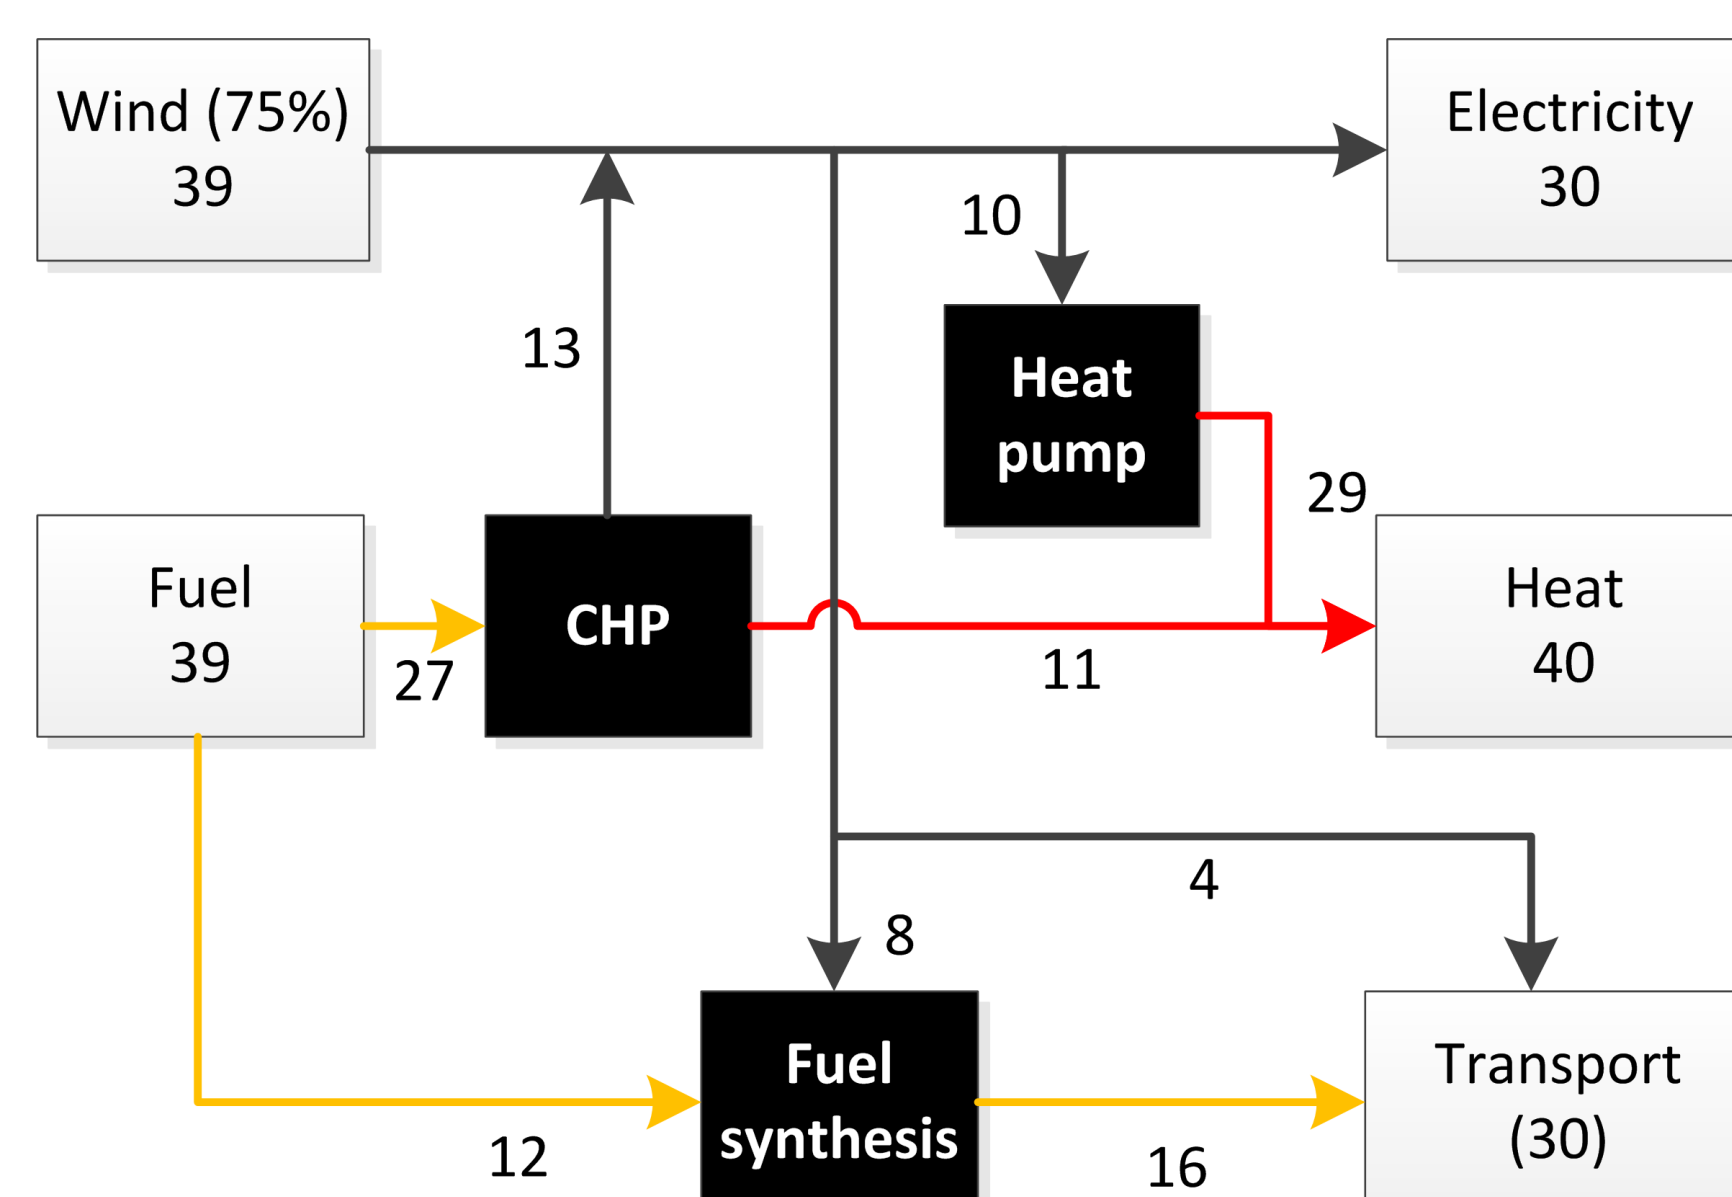 Wind (75%)
39
Electricity
30
10
13
Heat
pump
29
Fuel
39
27
CHP
11
Heat
40
4
8
Fuel
synthesis
12
16
Transport
(30)